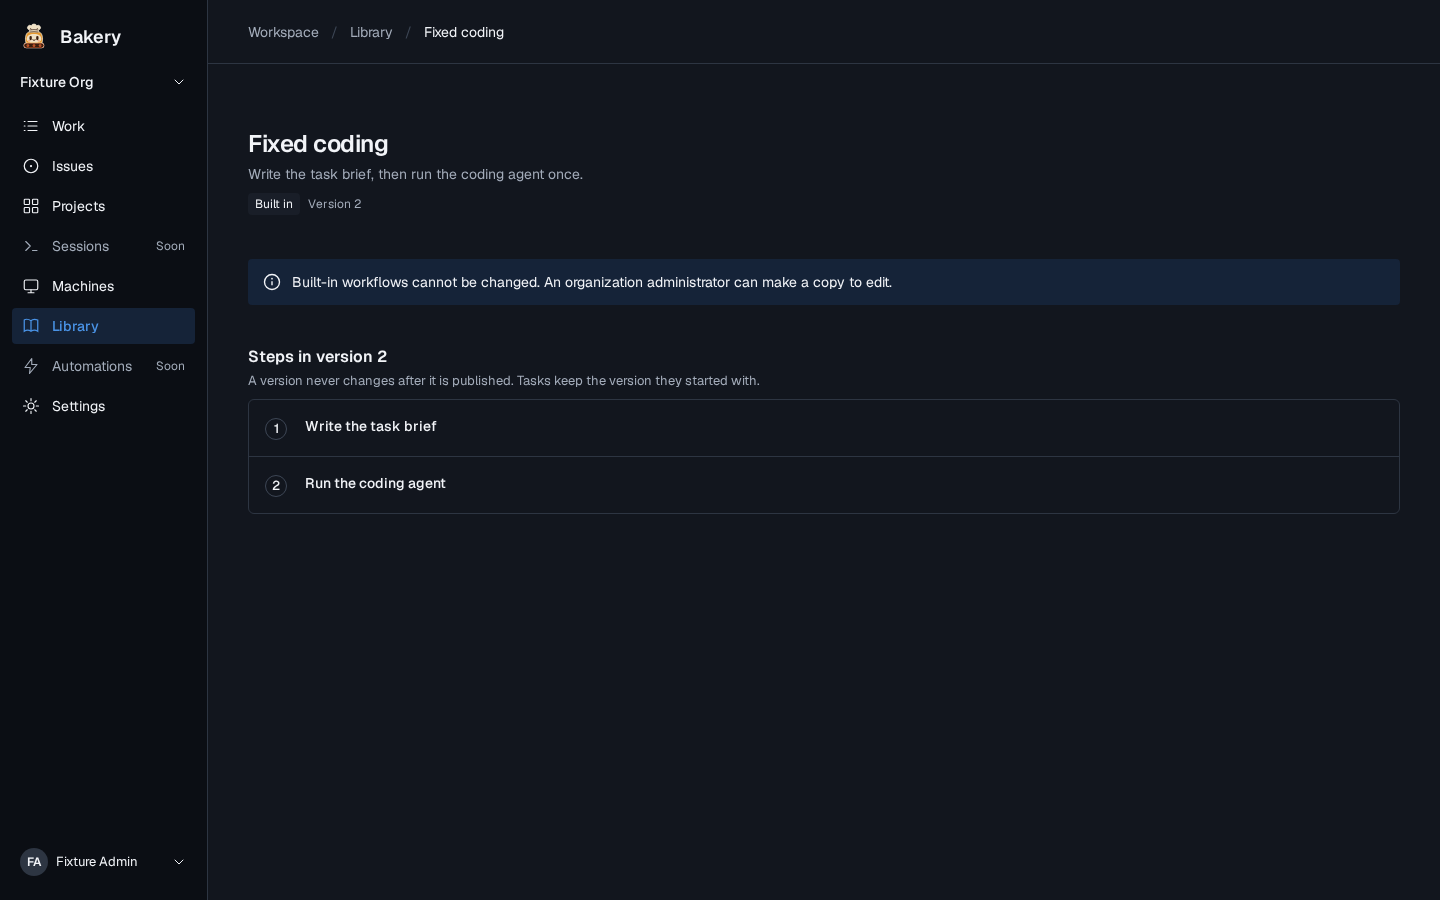 Bakery
Fixture Org
Work
Issues
Projects
Sessions Soon
Machines
Library
Automations Soon
Settings
FA Fixture Admin
Workspace / Library / Fixed coding
Fixed coding
Write the task brief, then run the coding agent once.
Built in Version 2
Built-in workflows cannot be changed. An organization administrator can make a copy to edit.
Steps in version 2
A version never changes after it is published. Tasks keep the version they started with.
1 Write the task brief
2 Run the coding agent